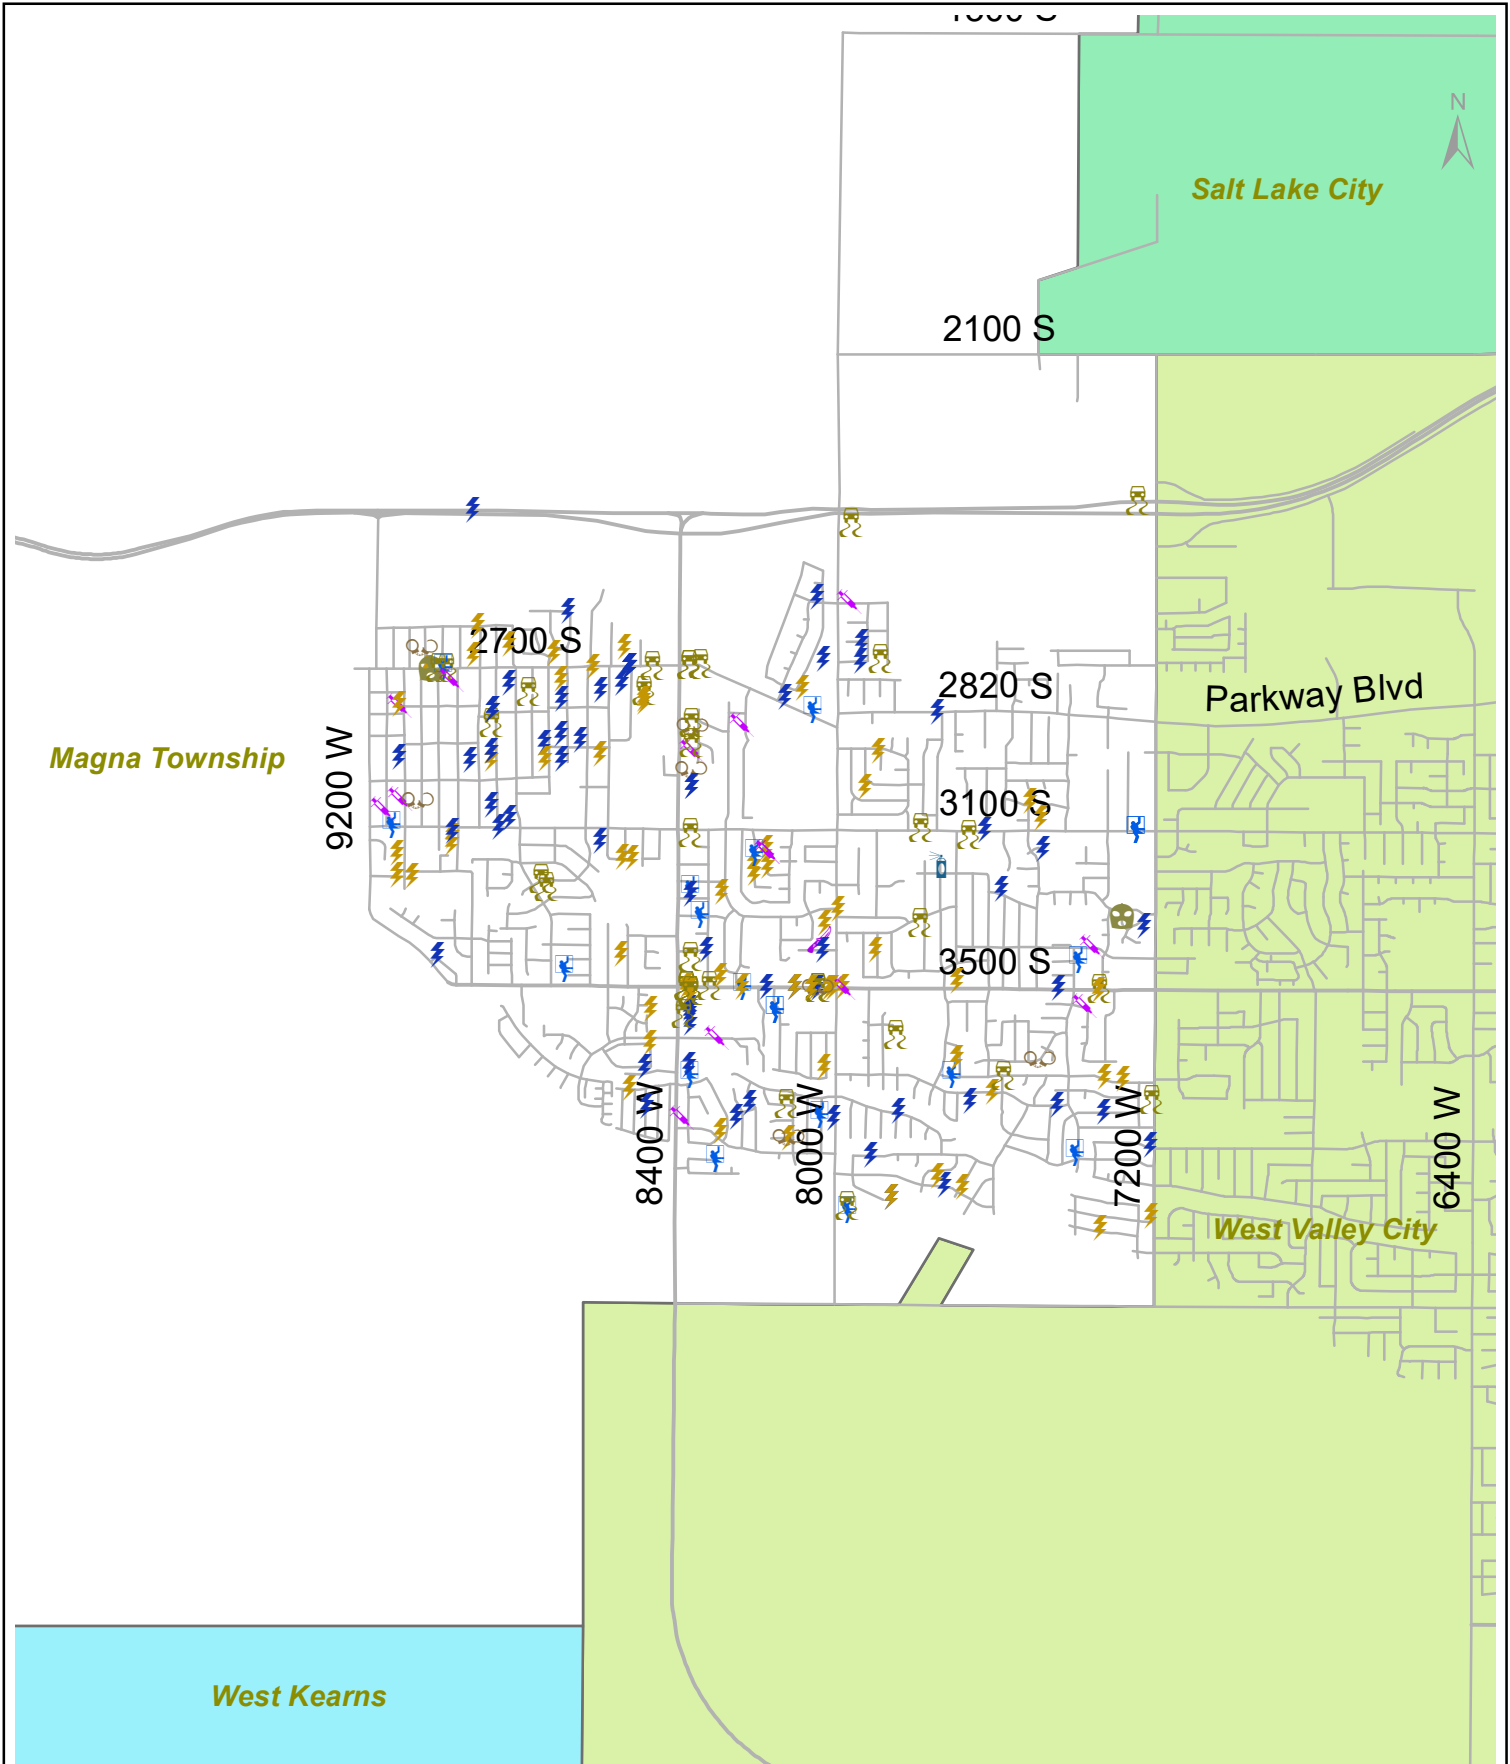 N
Salt Lake City
2100 S
2700 S
2820 S
Parkway Blvd
Magna Township
9200 W
3100 S
3500 S
8400 W
8000 W
7200 W
6400 W
West Valley City
West Kearns